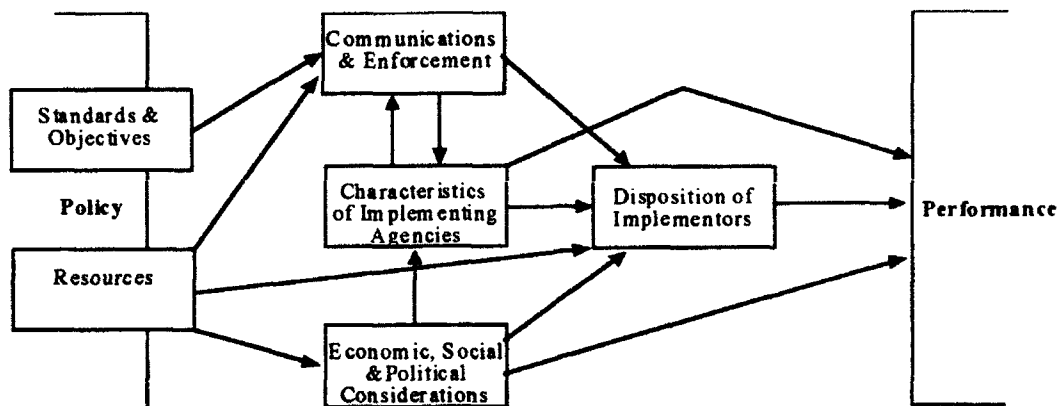 Communications
& Enforcement
Standards &
Objectives
Characteristics
of Implementing
Agencies
Disposition of
Implementors
Policy
Performance
Resources
Economic, Social
&Political
Considerations